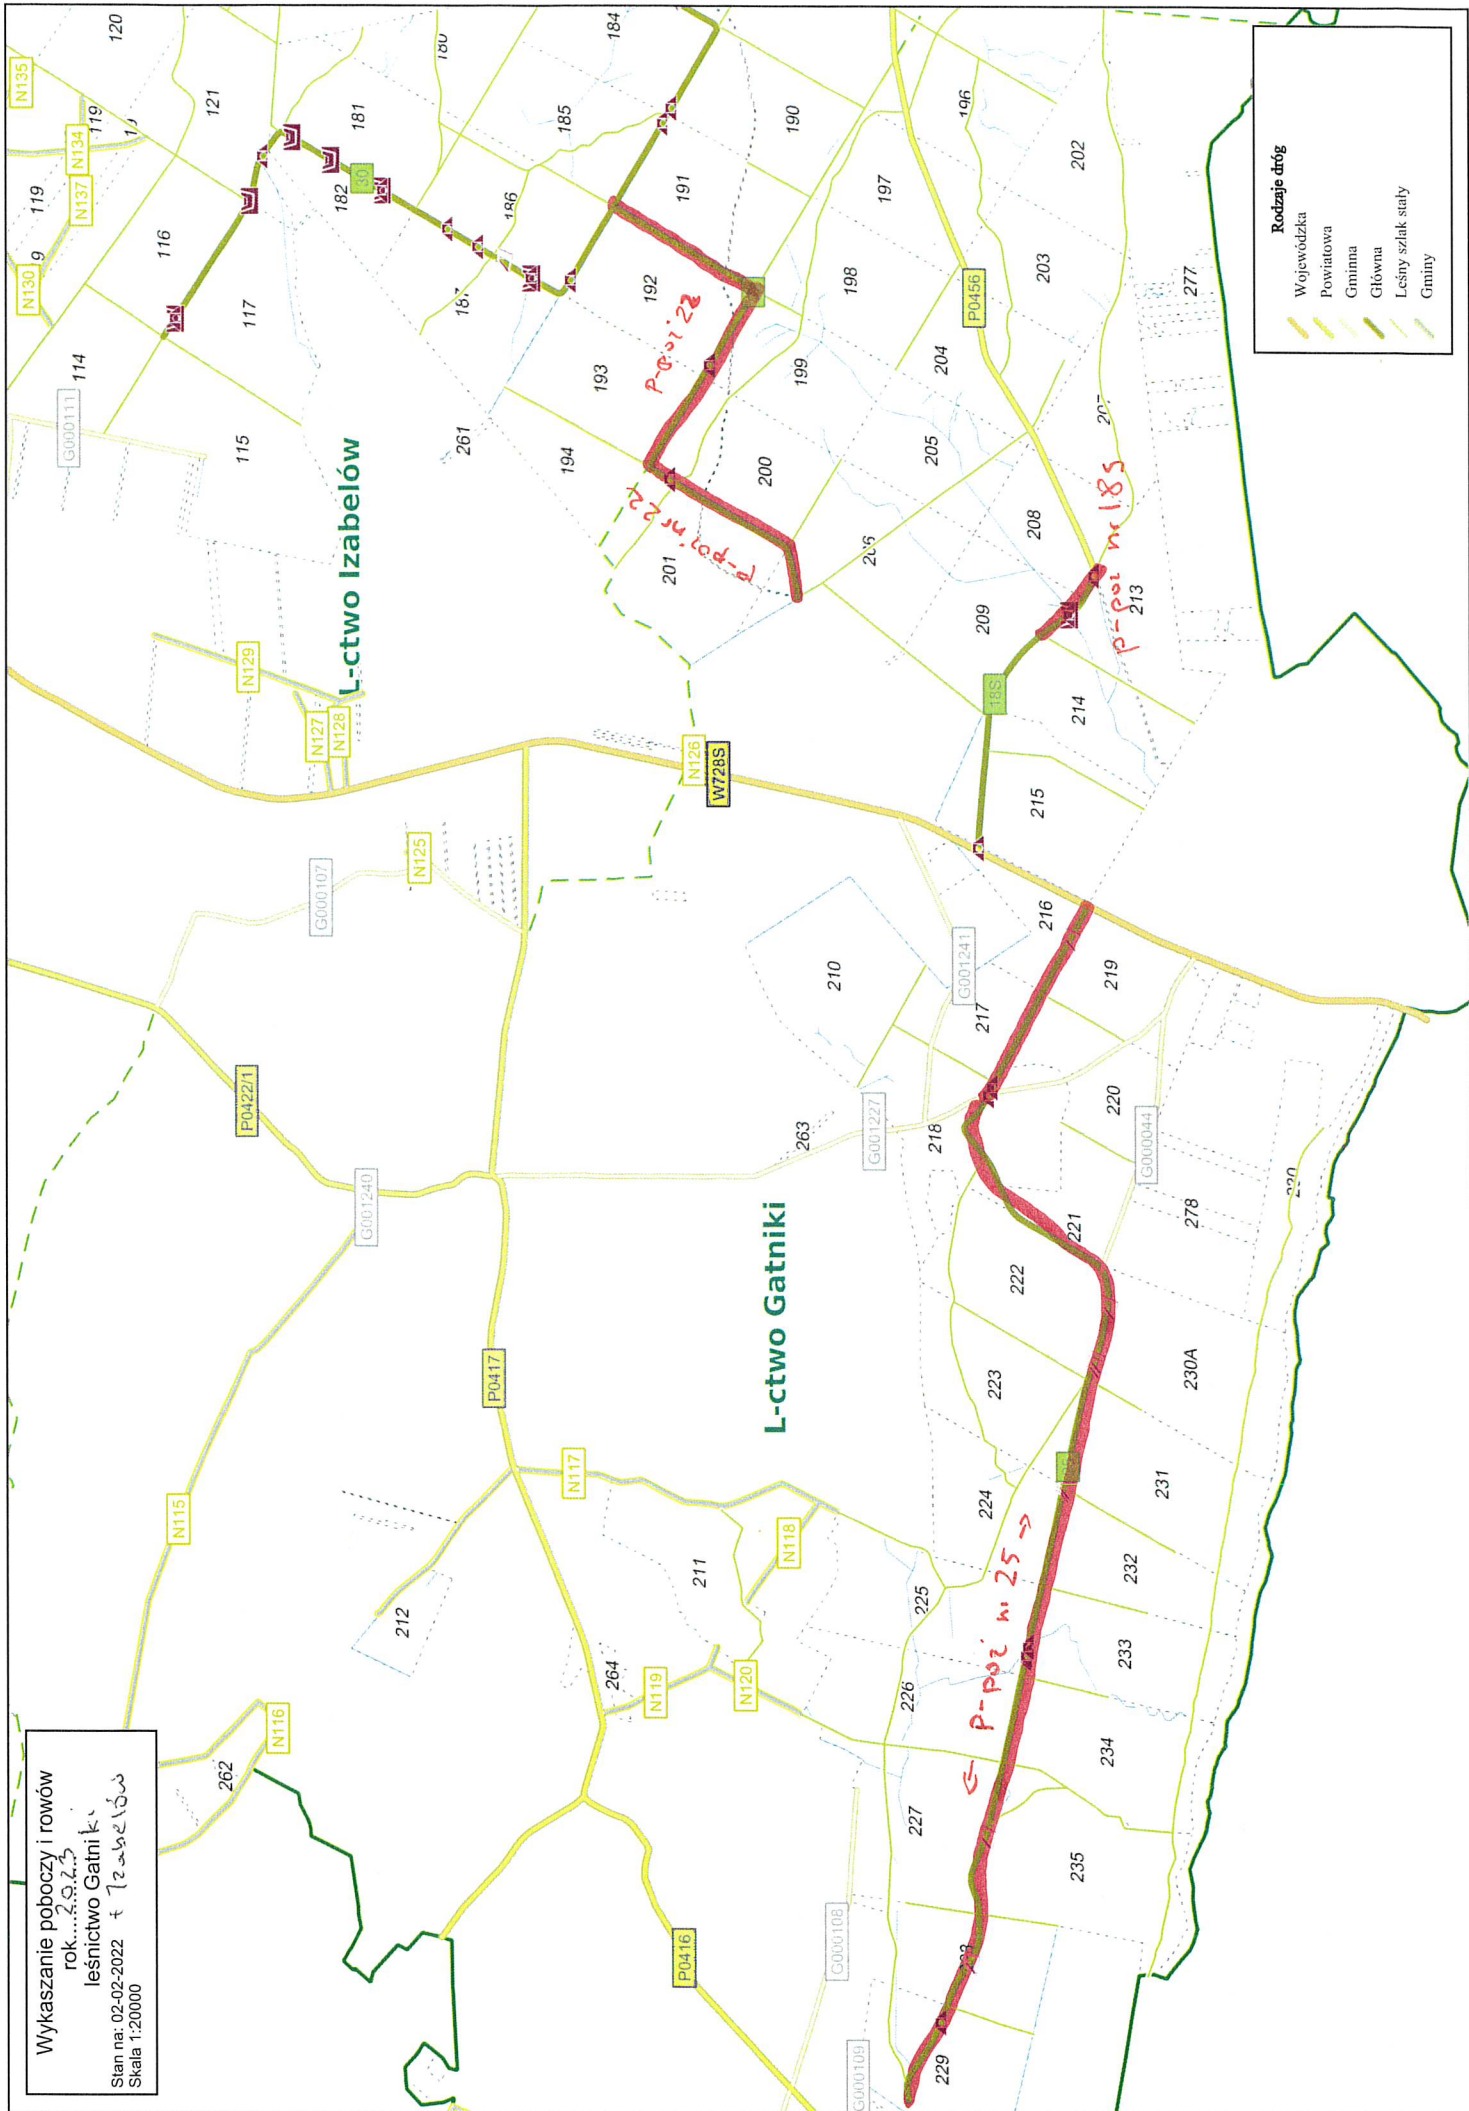 Wykaszanie poboczy i rowów
rok....2023
leśnictwo Gatniki
Stan na: 02-02-2022 + Izabelów
Skala 1:20000
L-ctwo Izabelów
L-ctwo Gatniki
Rodzaje dróg
Wojewódzka
Powiatowa
Gminna
Główna
Leśny szlak stały
Gminy
P-poż nr 22
P-poż nr 18S
← P-poż nr 25 →
N135
N134
N137
N130
N129
N127
N128
N126
W728S
N125
N115
N116
N117
N118
N119
N120
P0422/1
P0417
P0416
P0456
G000111
G000107
G001240
G001241
G001227
G000044
G000108
G000109
30
18S
120
119
119
121
116
117
114
115
180
181
182
184
185
186
187
190
191
192
193
194
261
196
197
198
199
200
201
202
203
204
205
206
207
208
209
213
214
215
277
210
216
217
218
219
220
221
222
223
224
225
226
227
229
230
230A
231
232
233
234
235
278
263
264
211
212
262